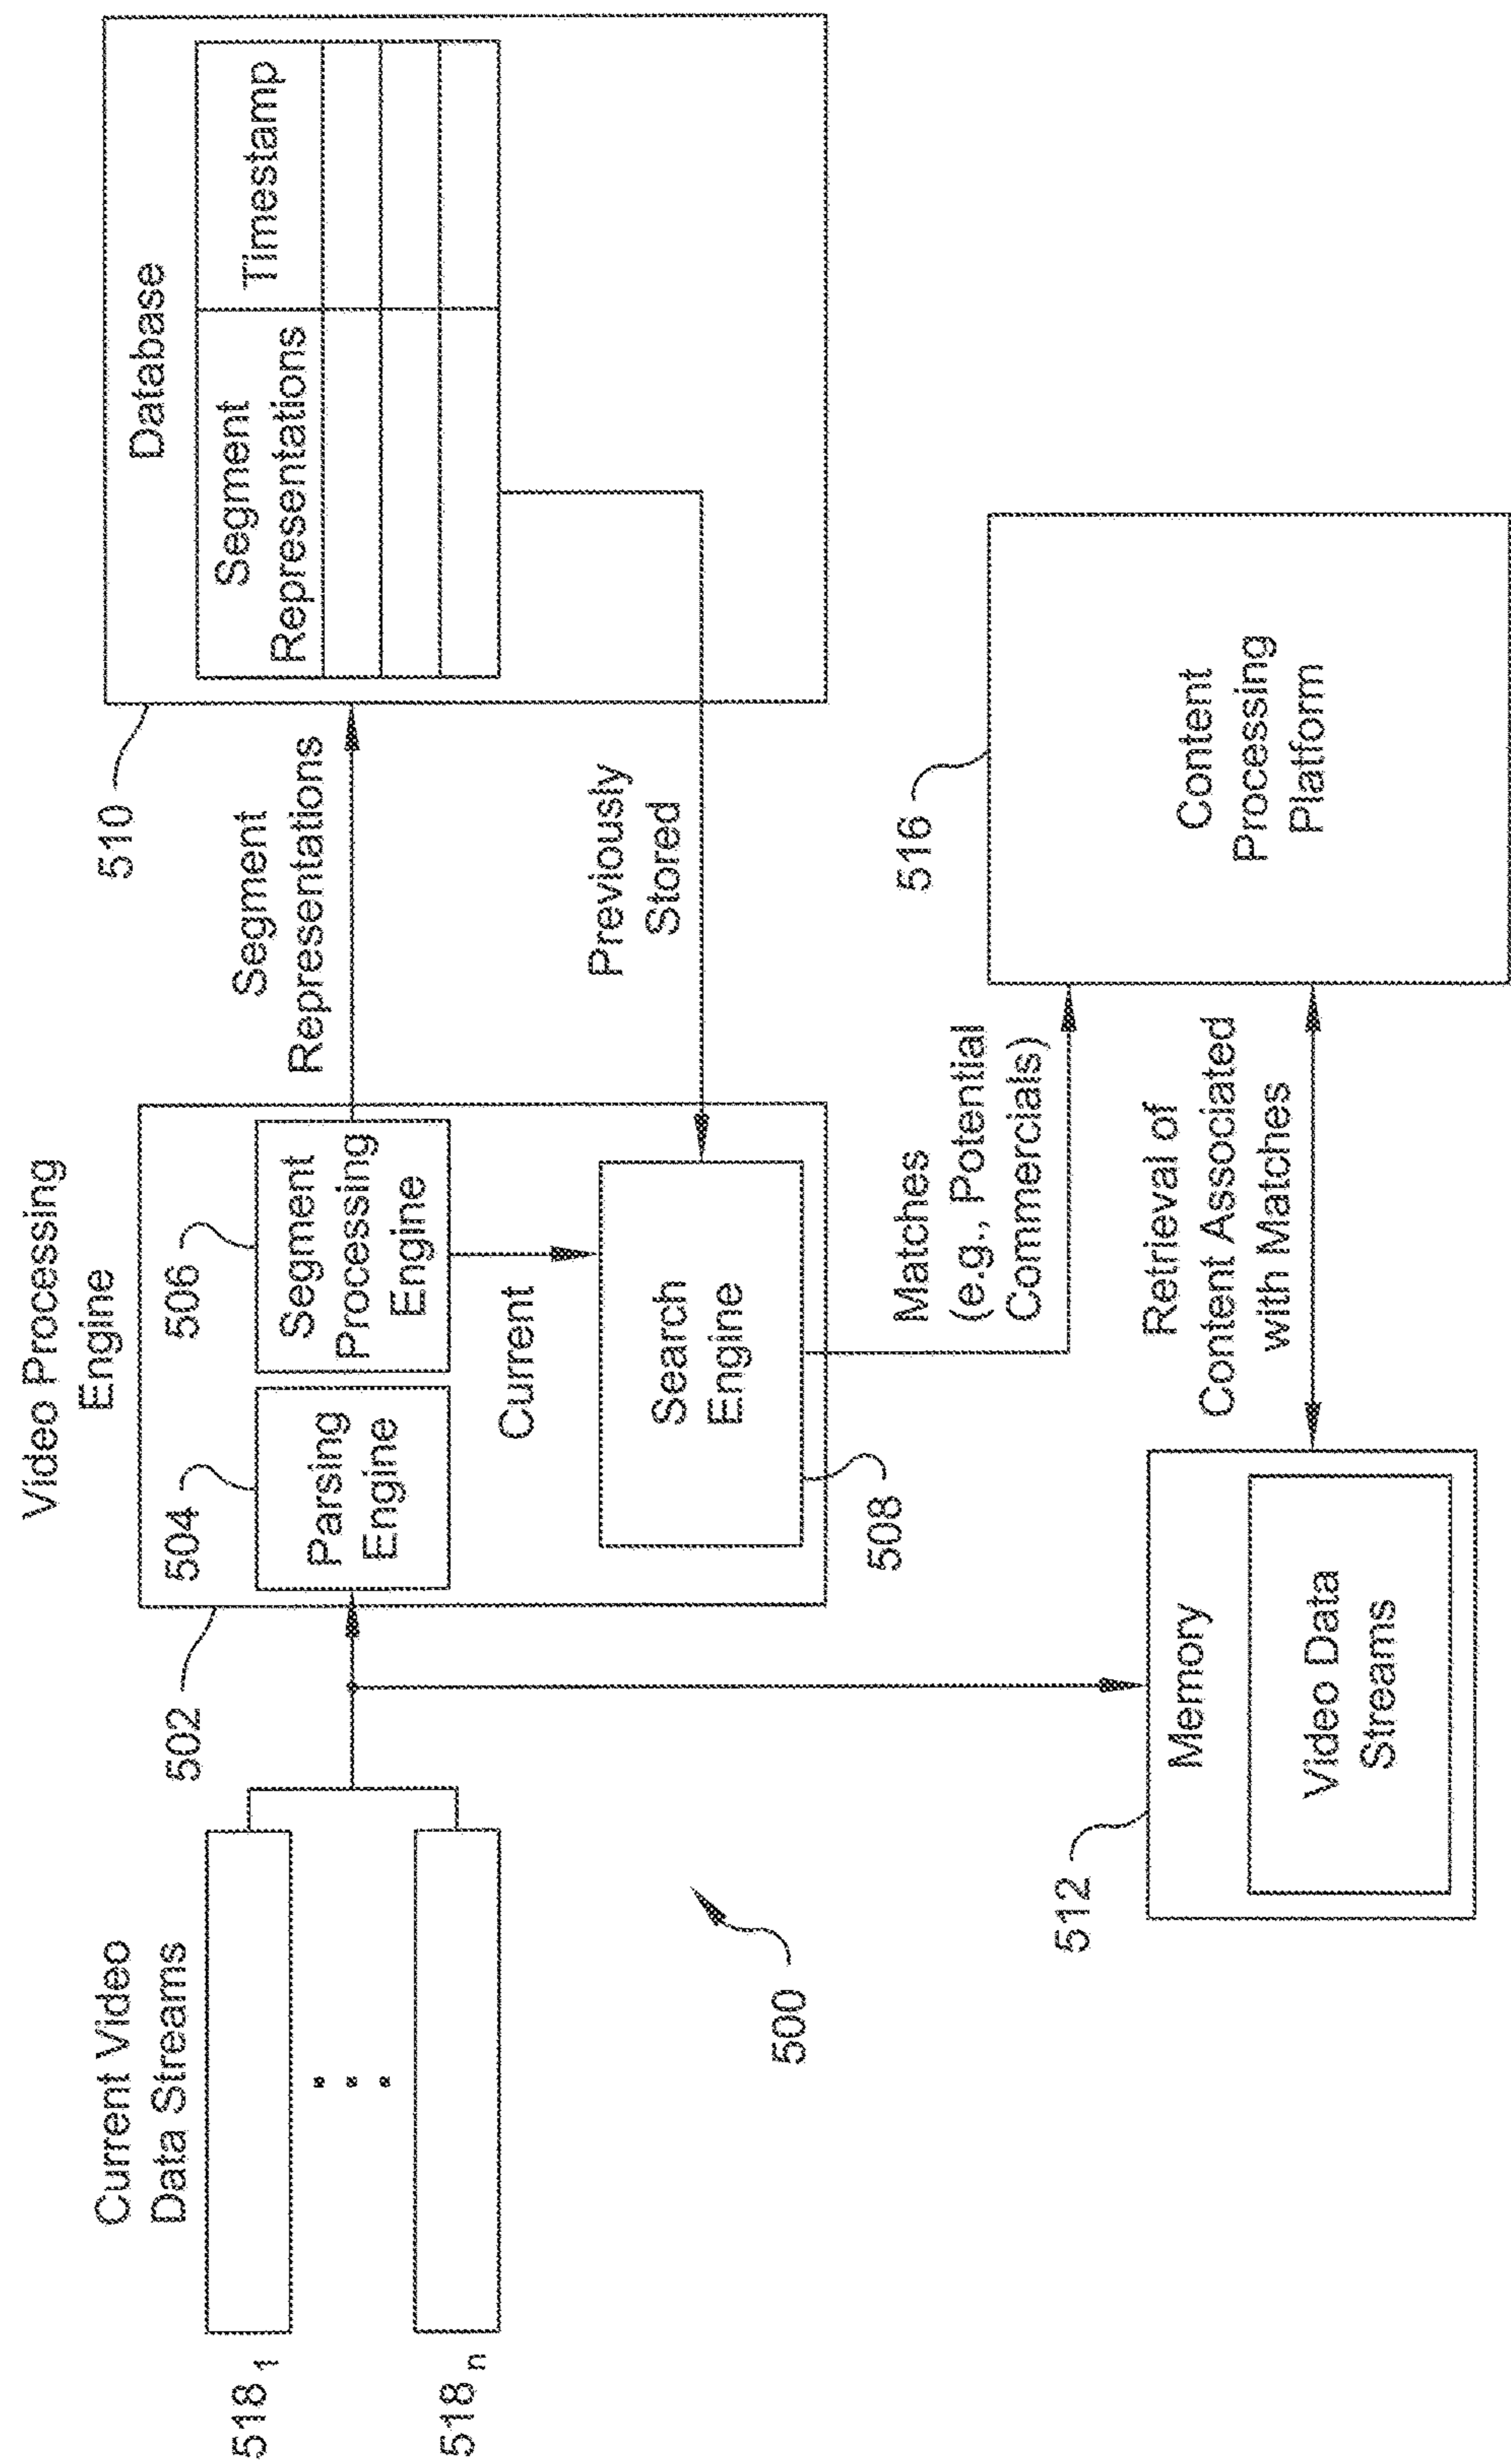 Current Video
Data Streams
518 1
518 n
500
Video Processing
Engine
502
504
Parsing
Engine
506
Segment
Processing
Engine
Current
Search
Engine
508
Segment
Representations
Previously
Stored
510
Database
Segment
Representations
Timestamp
Matches
(e.g., Potential
Commercials)
Retrieval of
Content Associated
with Matches
512
Memory
Video Data
Streams
516
Content
Processing
Platform